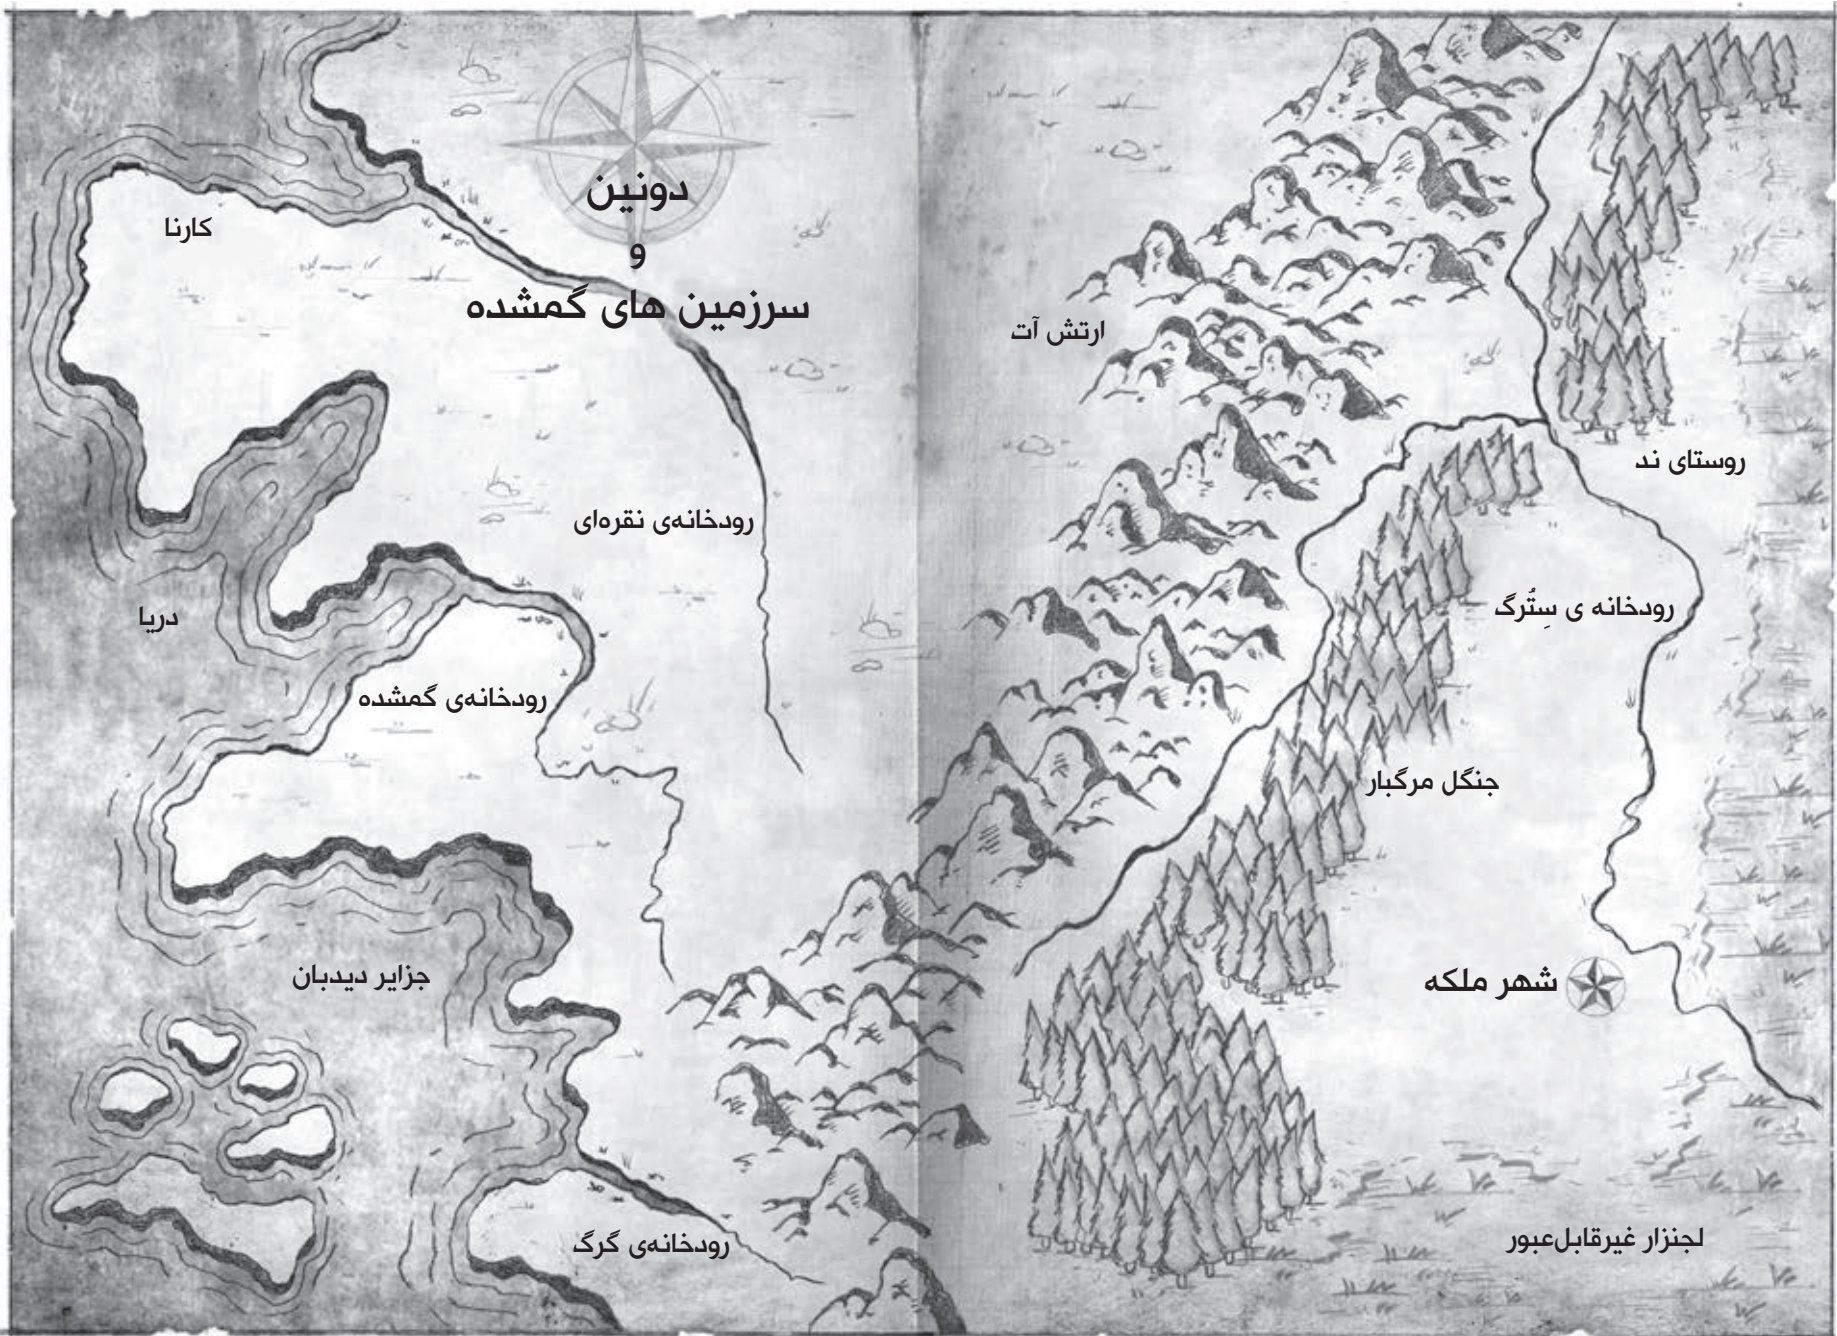 دونین
و
سرزمین های گمشده
کارنا
ارتش آت
روستای ند
رودخانه‌ی نقره‌ای
رودخانه ی سِتُرگ
دریا
رودخانه‌ی گمشده
جنگل مرگبار
جزایر دیدبان
شهر ملکه
رودخانه‌ی گرگ
لجنزار غیرقابل‌عبور